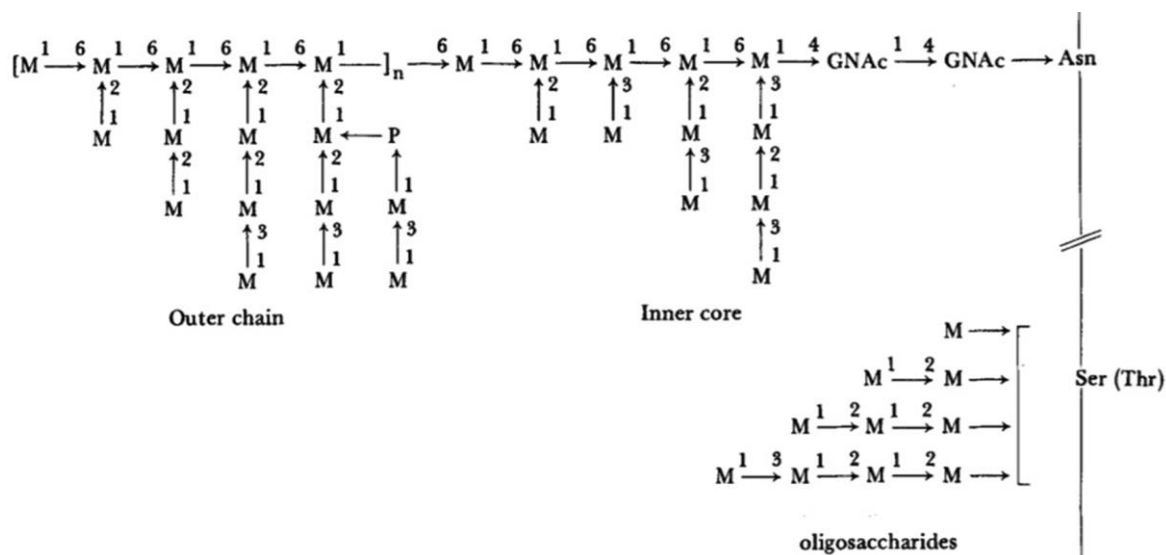 [M 1→6 M 1→6 M 1→6 M 1→6 M 1—]n →6 M 1→6 M 1→6 M 1→6 M 1→6 M 1→4 GNAc 1→4 GNAc → Asn
↑2 ↑2 ↑2 ↑2 ↑2 ↑3 ↑2 ↑3
1 1 1 1 1 1 1 1
M M M M ← P M M M M
↑2 ↑2 ↑2 ↑ ↑3 ↑2
1 1 1 1 1 1
M M M M M M
↑3 ↑3 ↑3 ↑3
1 1 1 1
M M M M
Outer chain Inner core
M →
M 1→2 M → Ser (Thr)
M 1→2 M 1→2 M →
M 1→3 M 1→2 M 1→2 M →
oligosaccharides